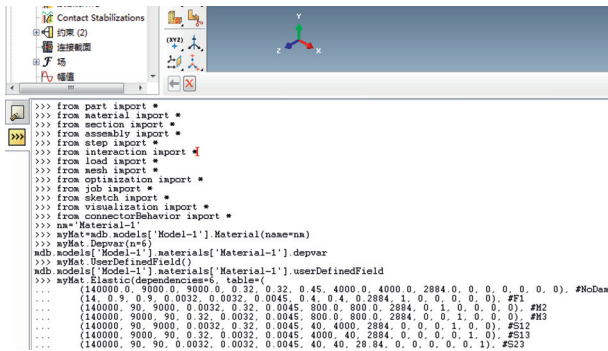 Contact Stabilizations
约束 (2)
连接截面
场
幅值
(XYZ)
Y
Z X
>>> from part import *
>>> from material import *
>>> from section import *
>>> from assembly import *
>>> from step import *
>>> from interaction import *
>>> from load import *
>>> from mesh import *
>>> from optimization import *
>>> from job import *
>>> from sketch import *
>>> from visualization import *
>>> from connectorBehavior import *
>>> nm='Material-1'
>>> myMat=mdb.models['Model-1'].Material(name=nm)
>>> myMat.Depvar(n=6)
mdb.models['Model-1'].materials['Material-1'].depvar
>>> myMat.UserDefinedField()
mdb.models['Model-1'].materials['Material-1'].userDefinedField
>>> myMat.Elastic(dependencies=6, table=(
... (140000.0, 9000.0, 9000.0, 0.32, 0.32, 0.45, 4000.0, 4000.0, 2884.0, 0, 0, 0, 0, 0, 0), #NoDam
... (14, 0.9, 0.9, 0.0032, 0.0032, 0.0045, 0.4, 0.4, 0.2884, 1, 0, 0, 0, 0, 0), #F1
... (140000, 90, 9000, 0.0032, 0.32, 0.0045, 800.0, 800.0, 2884, 0, 1, 0, 0, 0, 0), #M2
... (140000, 9000, 90, 0.32, 0.0032, 0.0045, 800.0, 800.0, 2884, 0, 0, 1, 0, 0, 0), #M3
... (140000, 90, 9000, 0.0032, 0.32, 0.0045, 40, 4000, 2884, 0, 0, 0, 1, 0, 0), #S12
... (140000, 9000, 90, 0.32, 0.0032, 0.0045, 4000, 40, 2884, 0, 0, 0, 0, 1, 0), #S13
... (140000, 90, 90, 0.0032, 0.0032, 0.0045, 40, 40, 28.84, 0, 0, 0, 0, 0, 1), #S23